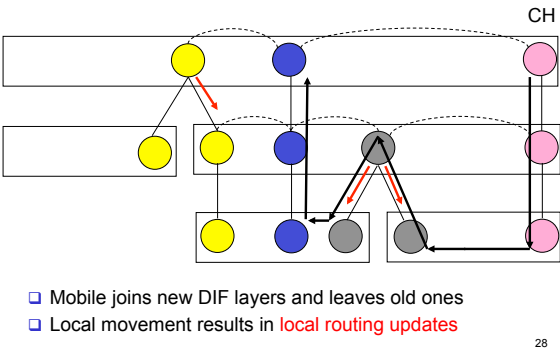 CH
Mobile joins new DIF layers and leaves old ones
Local movement results in local routing updates
28